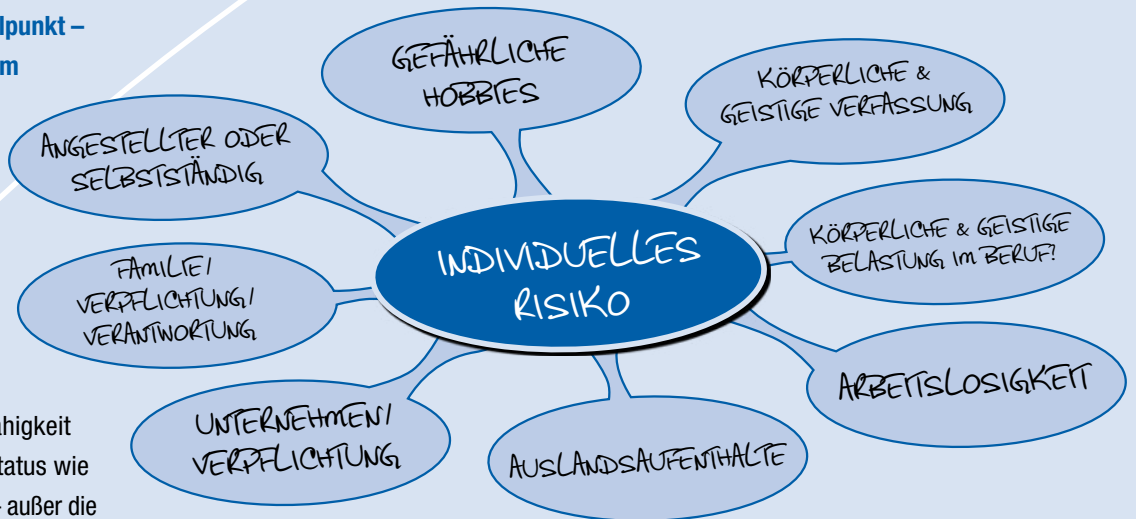 lpunkt –
m
GEFÄHRLICHE
HOBBIES
KÖRPERLICHE &
GEISTIGE VERFASSUNG
ANGESTELLTER ODER
SELBSTSTÄNDIG
KÖRPERLICHE & GEISTIGE
BELASTUNG IM BERUF?
INDIVIDUELLES
RISIKO
FAMILIE/
VERPFLICHTUNG/
VERANTWORTUNG
ARBEITSLOSIGKEIT
UNTERNEHMEN/
VERPFLICHTUNG
AUSLANDSAUFENTHALTE
ähigkeit
tatus wie
– außer die